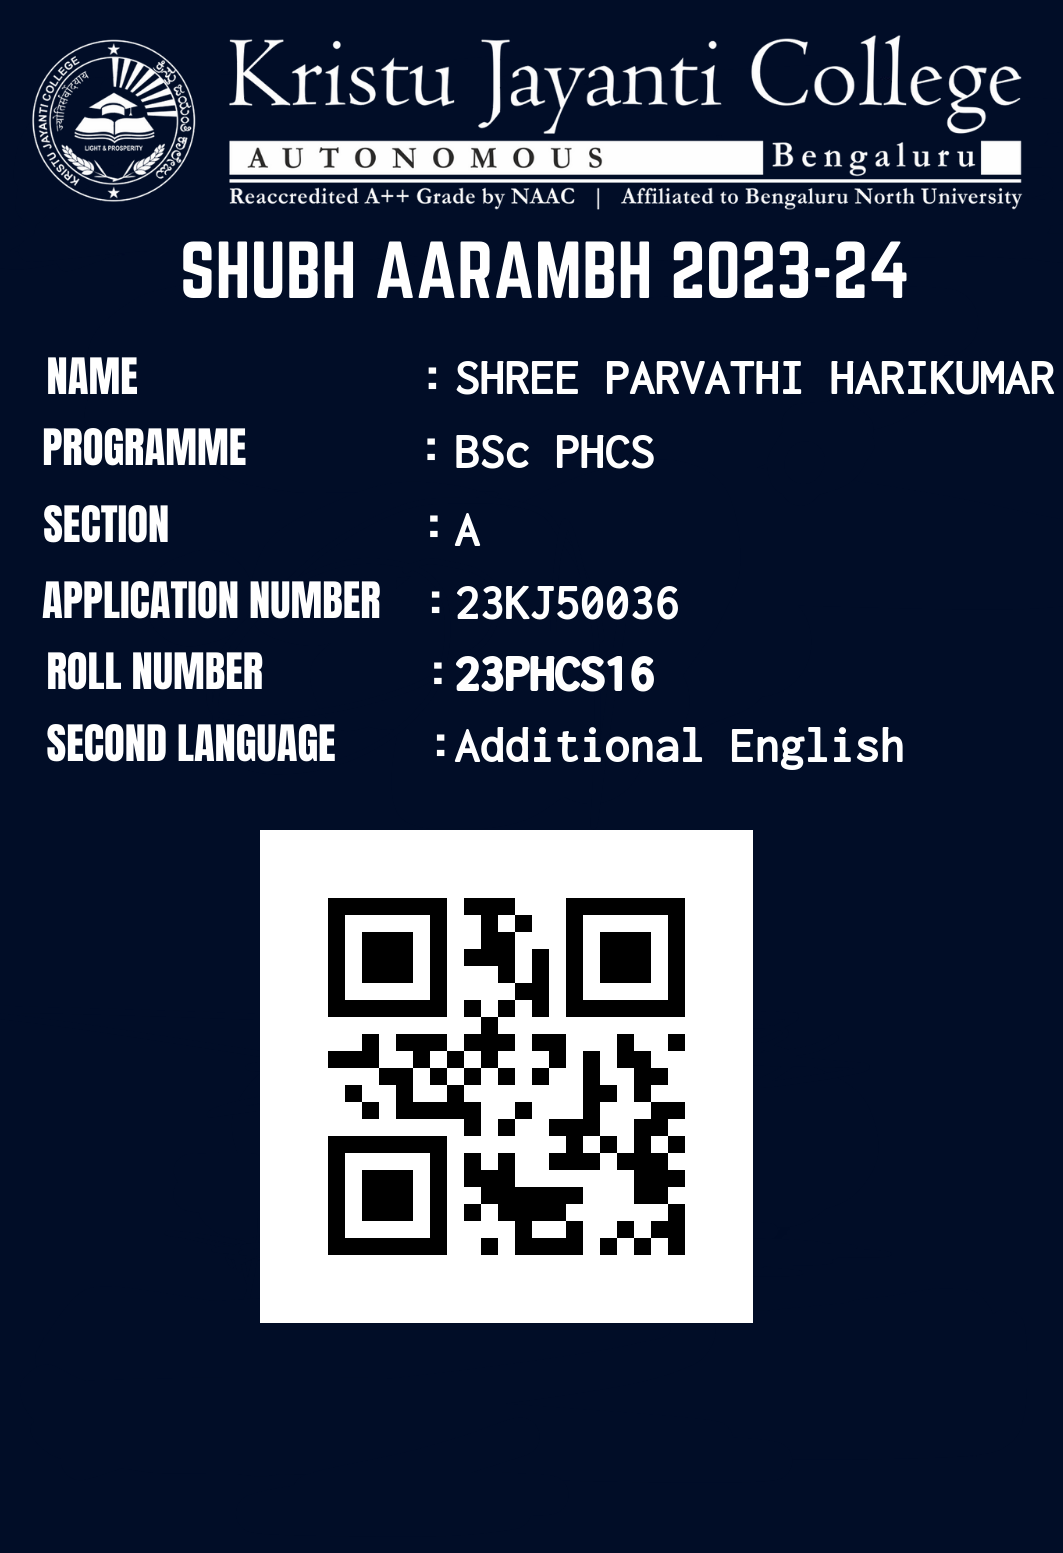 Kristu Jayanti College
AUTONOMOUS Bengaluru
Reaccredited A++ Grade by NAAC | Affiliated to Bengaluru North University
KRISTU JAYANTI COLLEGE
LIGHT & PROSPERITY
SHUBH AARAMBH 2023-24
NAME : SHREE PARVATHI HARIKUMAR
PROGRAMME : BSc PHCS
SECTION : A
APPLICATION NUMBER : 23KJ50036
ROLL NUMBER : 23PHCS16
SECOND LANGUAGE : Additional English